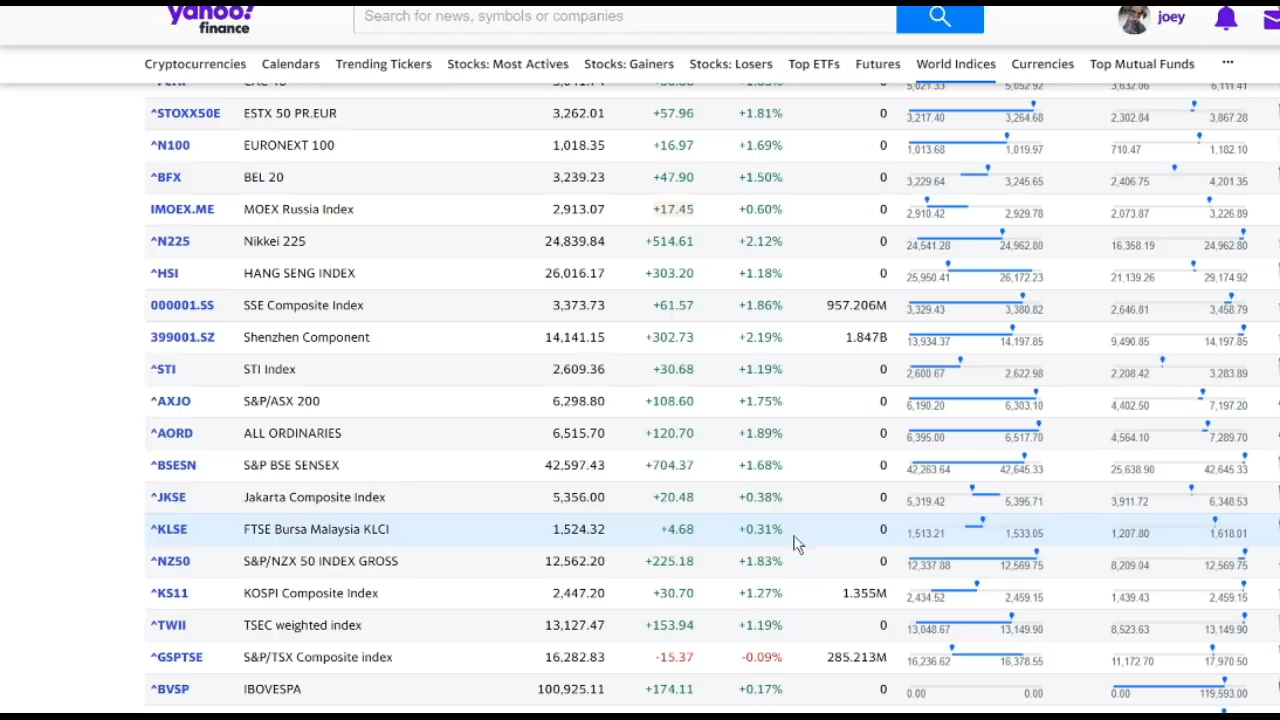 yahoo!
finance
Search for news, symbols or companies
joey
Cryptocurrencies Calendars Trending Tickers Stocks: Most Actives Stocks: Gainers Stocks: Losers Top ETFs Futures World Indices Currencies Top Mutual Funds ...
5,021.33 5,052.92 3,632.06 6,111.41
^STOXX50E ESTX 50 PR.EUR 3,262.01 +57.96 +1.81% 0 3,217.40 3,264.68 2,302.84 3,867.28
^N100 EURONEXT 100 1,018.35 +16.97 +1.69% 0 1,013.68 1,019.97 710.47 1,182.10
^BFX BEL 20 3,239.23 +47.90 +1.50% 0 3,229.64 3,245.65 2,406.75 4,201.35
IMOEX.ME MOEX Russia Index 2,913.07 +17.45 +0.60% 0 2,910.42 2,929.78 2,073.87 3,226.89
^N225 Nikkei 225 24,839.84 +514.61 +2.12% 0 24,541.28 24,962.80 16,358.19 24,962.80
^HSI HANG SENG INDEX 26,016.17 +303.20 +1.18% 0 25,950.41 26,172.23 21,139.26 29,174.92
000001.SS SSE Composite Index 3,373.73 +61.57 +1.86% 957.206M 3,329.43 3,380.82 2,646.81 3,458.79
399001.SZ Shenzhen Component 14,141.15 +302.73 +2.19% 1.847B 13,934.37 14,197.85 9,490.85 14,197.85
^STI STI Index 2,609.36 +30.68 +1.19% 0 2,600.67 2,622.98 2,208.42 3,283.89
^AXJO S&P/ASX 200 6,298.80 +108.60 +1.75% 0 6,190.20 6,303.10 4,402.50 7,197.20
^AORD ALL ORDINARIES 6,515.70 +120.70 +1.89% 0 6,395.00 6,517.70 4,564.10 7,289.70
^BSESN S&P BSE SENSEX 42,597.43 +704.37 +1.68% 0 42,263.64 42,645.33 25,638.90 42,645.33
^JKSE Jakarta Composite Index 5,356.00 +20.48 +0.38% 0 5,319.42 5,395.71 3,911.72 6,348.53
^KLSE FTSE Bursa Malaysia KLCI 1,524.32 +4.68 +0.31% 0 1,513.21 1,533.05 1,207.80 1,618.01
^NZ50 S&P/NZX 50 INDEX GROSS 12,562.20 +225.18 +1.83% 0 12,337.88 12,569.75 8,209.04 12,569.75
^KS11 KOSPI Composite Index 2,447.20 +30.70 +1.27% 1.355M 2,434.52 2,459.15 1,439.43 2,459.15
^TWII TSEC weighted index 13,127.47 +153.94 +1.19% 0 13,048.67 13,149.90 8,523.63 13,149.90
^GSPTSE S&P/TSX Composite index 16,282.83 -15.37 -0.09% 285.213M 16,236.62 16,378.55 11,172.70 17,970.50
^BVSP IBOVESPA 100,925.11 +174.11 +0.17% 0 0.00 0.00 0.00 119,593.00